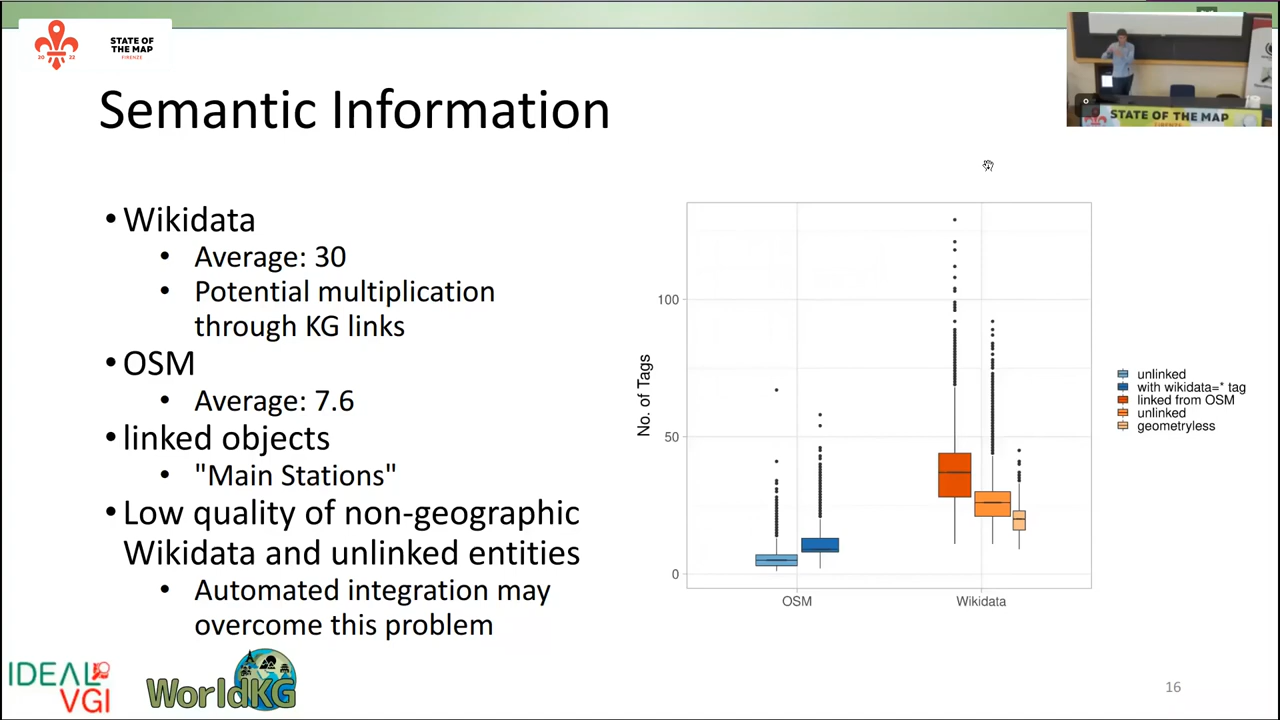 STATE OF
THE MAP
FIRENZE
20 22
STATE OF THE MAP
FIRENZE
Semantic Information
• Wikidata
• Average: 30
• Potential multiplication
through KG links
• OSM
• Average: 7.6
• linked objects
• "Main Stations"
• Low quality of non-geographic
Wikidata and unlinked entities
• Automated integration may
overcome this problem
No. of Tags
100
50
0
OSM
Wikidata
unlinked
with wikidata=* tag
linked from OSM
unlinked
geometryless
IDEAL
VGI
WorldKG
16